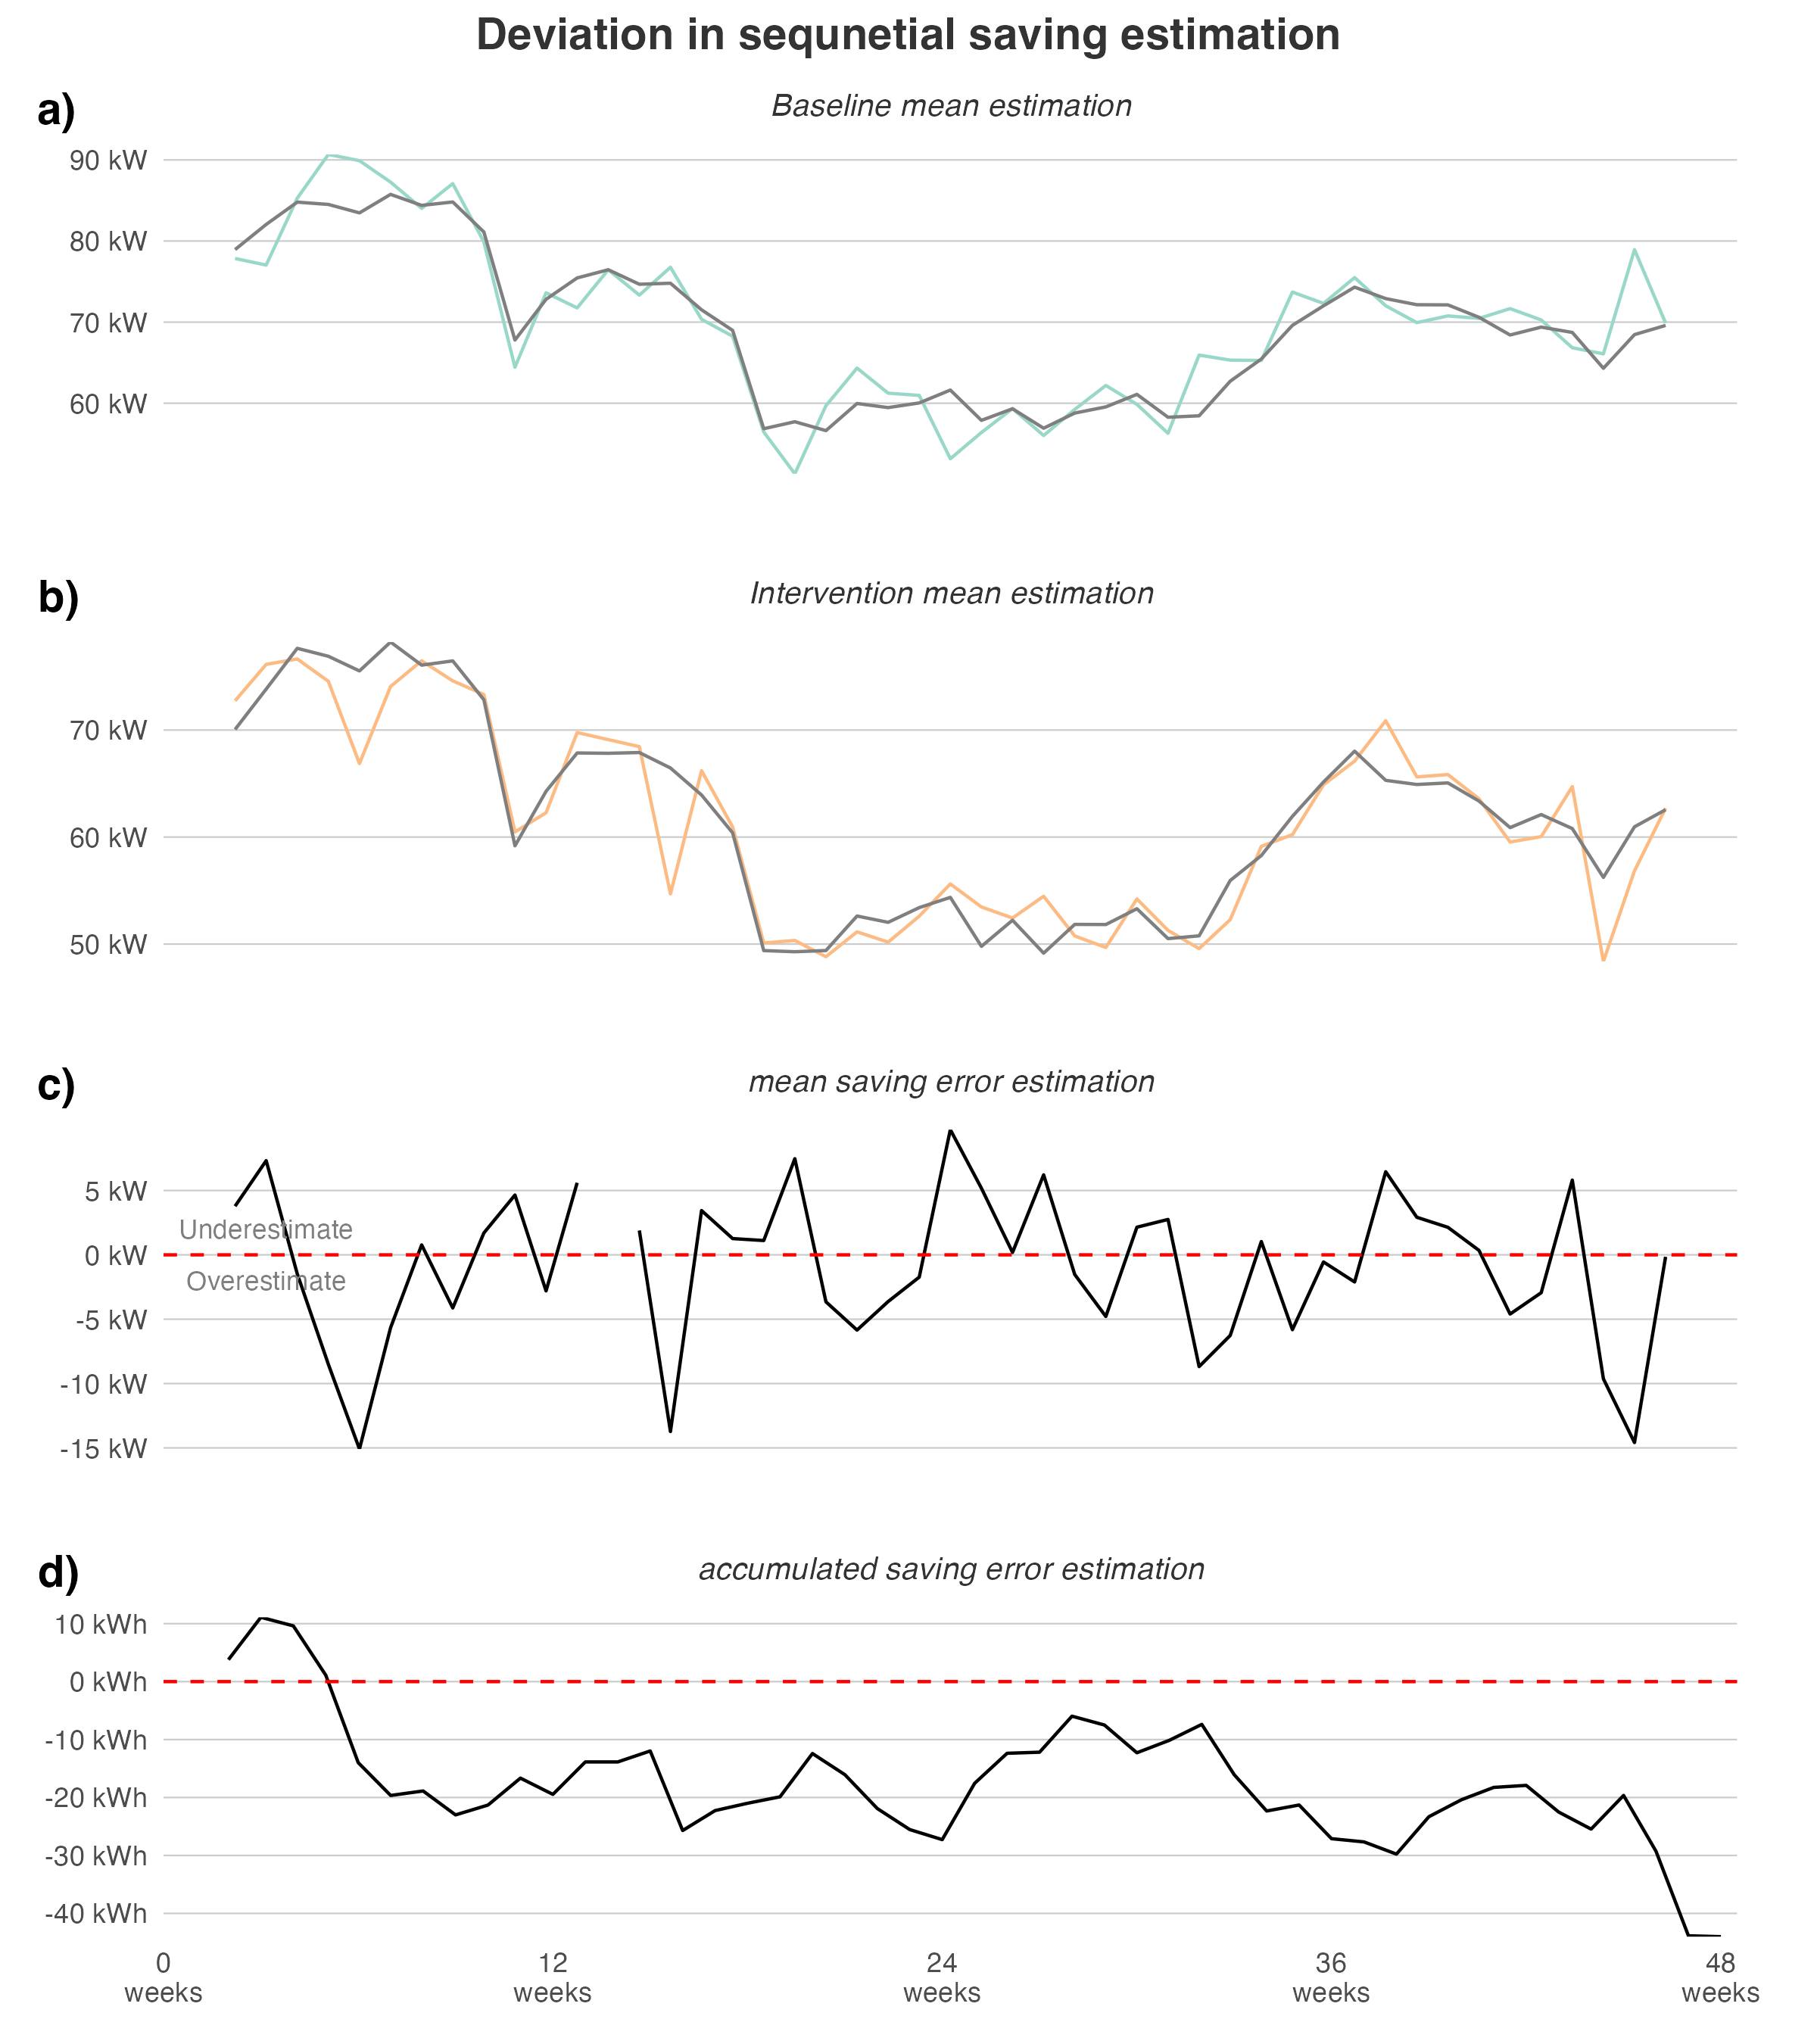 Deviation in sequnetial saving estimation
a)
Baseline mean estimation
90 kW
80 kW
70 kW
60 kW
b)
Intervention mean estimation
70 kW
60 kW
50 kW
c)
mean saving error estimation
5 kW
Underestimate
0 kW
Overestimate
-5 kW
-10 kW
-15 kW
d)
accumulated saving error estimation
10 kWh
0 kWh
-10 kWh
-20 kWh
-30 kWh
-40 kWh
0 12 24 36 48
weeks weeks weeks weeks weeks